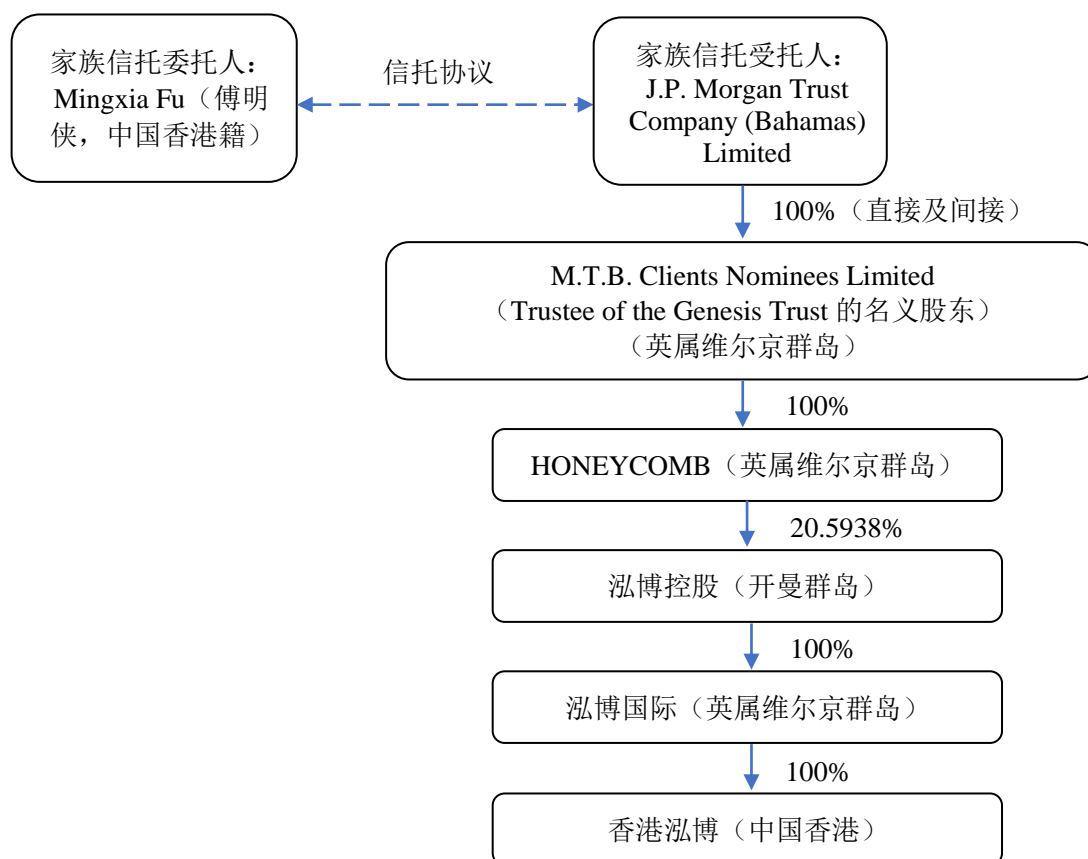 家族信托委托人：
Mingxia Fu（傅明
侠，中国香港籍）
信托协议
家族信托受托人：
J.P. Morgan Trust
Company (Bahamas)
Limited
100%（直接及间接）
M.T.B. Clients Nominees Limited
（Trustee of the Genesis Trust 的名义股东）
（英属维尔京群岛）
100%
HONEYCOMB（英属维尔京群岛）
20.5938%
泓博控股（开曼群岛）
100%
泓博国际（英属维尔京群岛）
100%
香港泓博（中国香港）